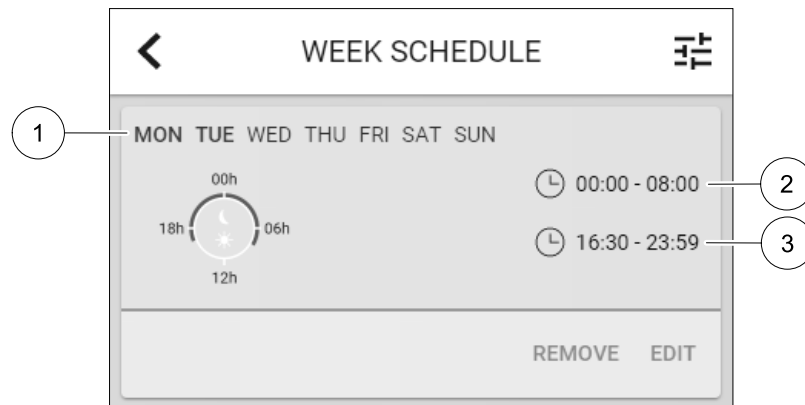 WEEK SCHEDULE
1
MON TUE WED THU FRI SAT SUN
00h
00:00 - 08:00
2
18h
06h
16:30 - 23:59
3
12h
REMOVE EDIT